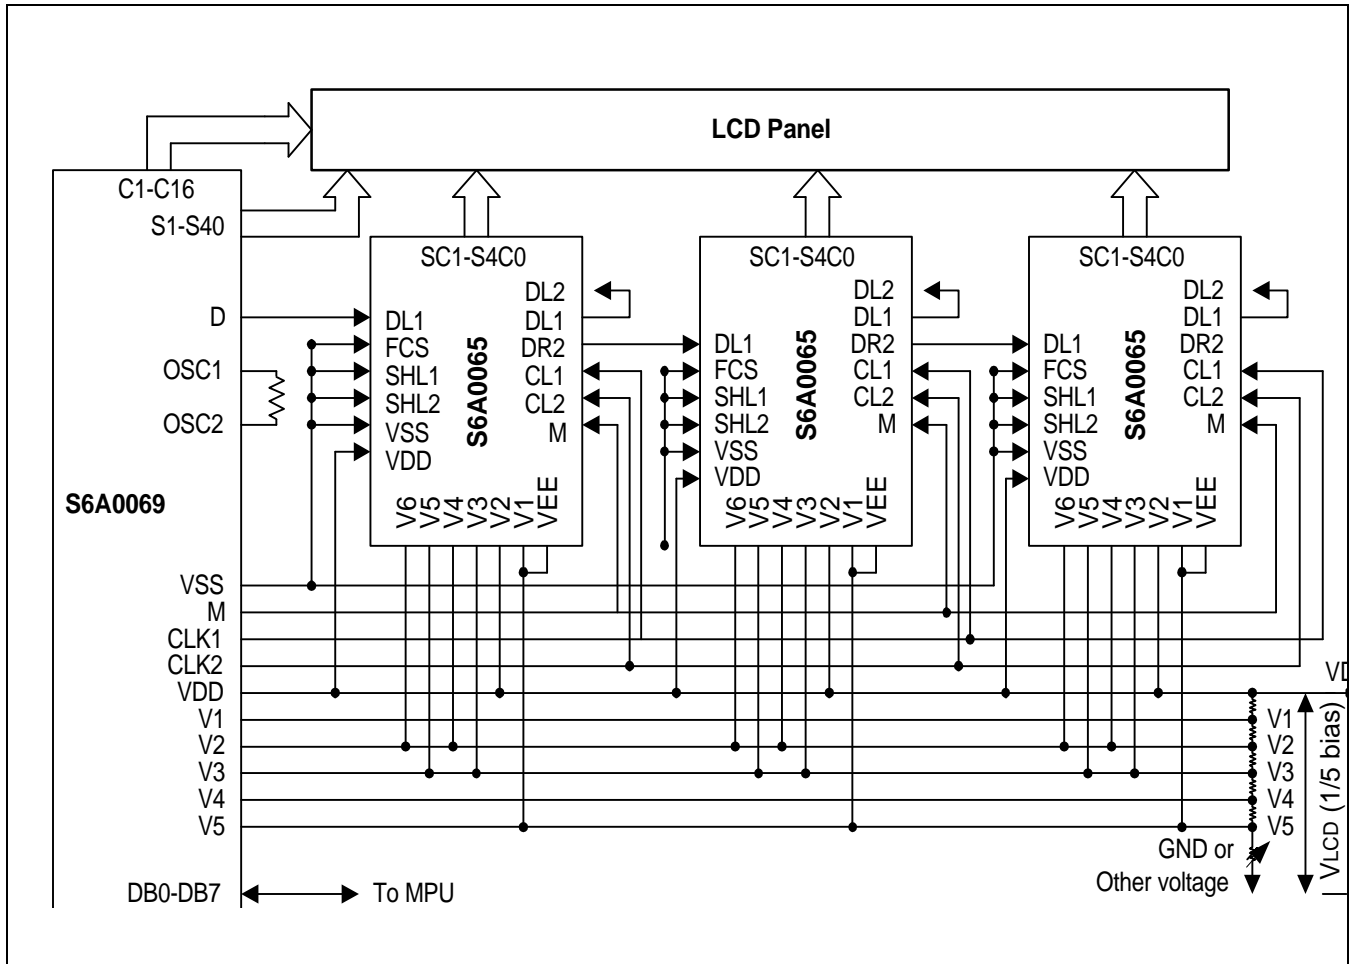 LCD Panel
C1-C16
S1-S40
D
OSC1
OSC2
S6A0069
VSS
M
CLK1
CLK2
VDD
V1
V2
V3
V4
V5
DB0-DB7
To MPU
SC1-S4C0
DL1
FCS
SHL1
SHL2
VSS
VDD
S6A0065
DL2
DL1
DR2
CL1
CL2
M
V6
V5
V4
V3
V2
V1
VEE
SC1-S4C0
DL1
FCS
SHL1
SHL2
VSS
VDD
S6A0065
DL2
DL1
DR2
CL1
CL2
M
V6
V5
V4
V3
V2
V1
VEE
SC1-S4C0
DL1
FCS
SHL1
SHL2
VSS
VDD
S6A0065
DL2
DL1
DR2
CL1
CL2
M
V6
V5
V4
V3
V2
V1
VEE
V1
V2
V3
V4
V5
VLCD (1/5 bias)
GND or
Other voltage